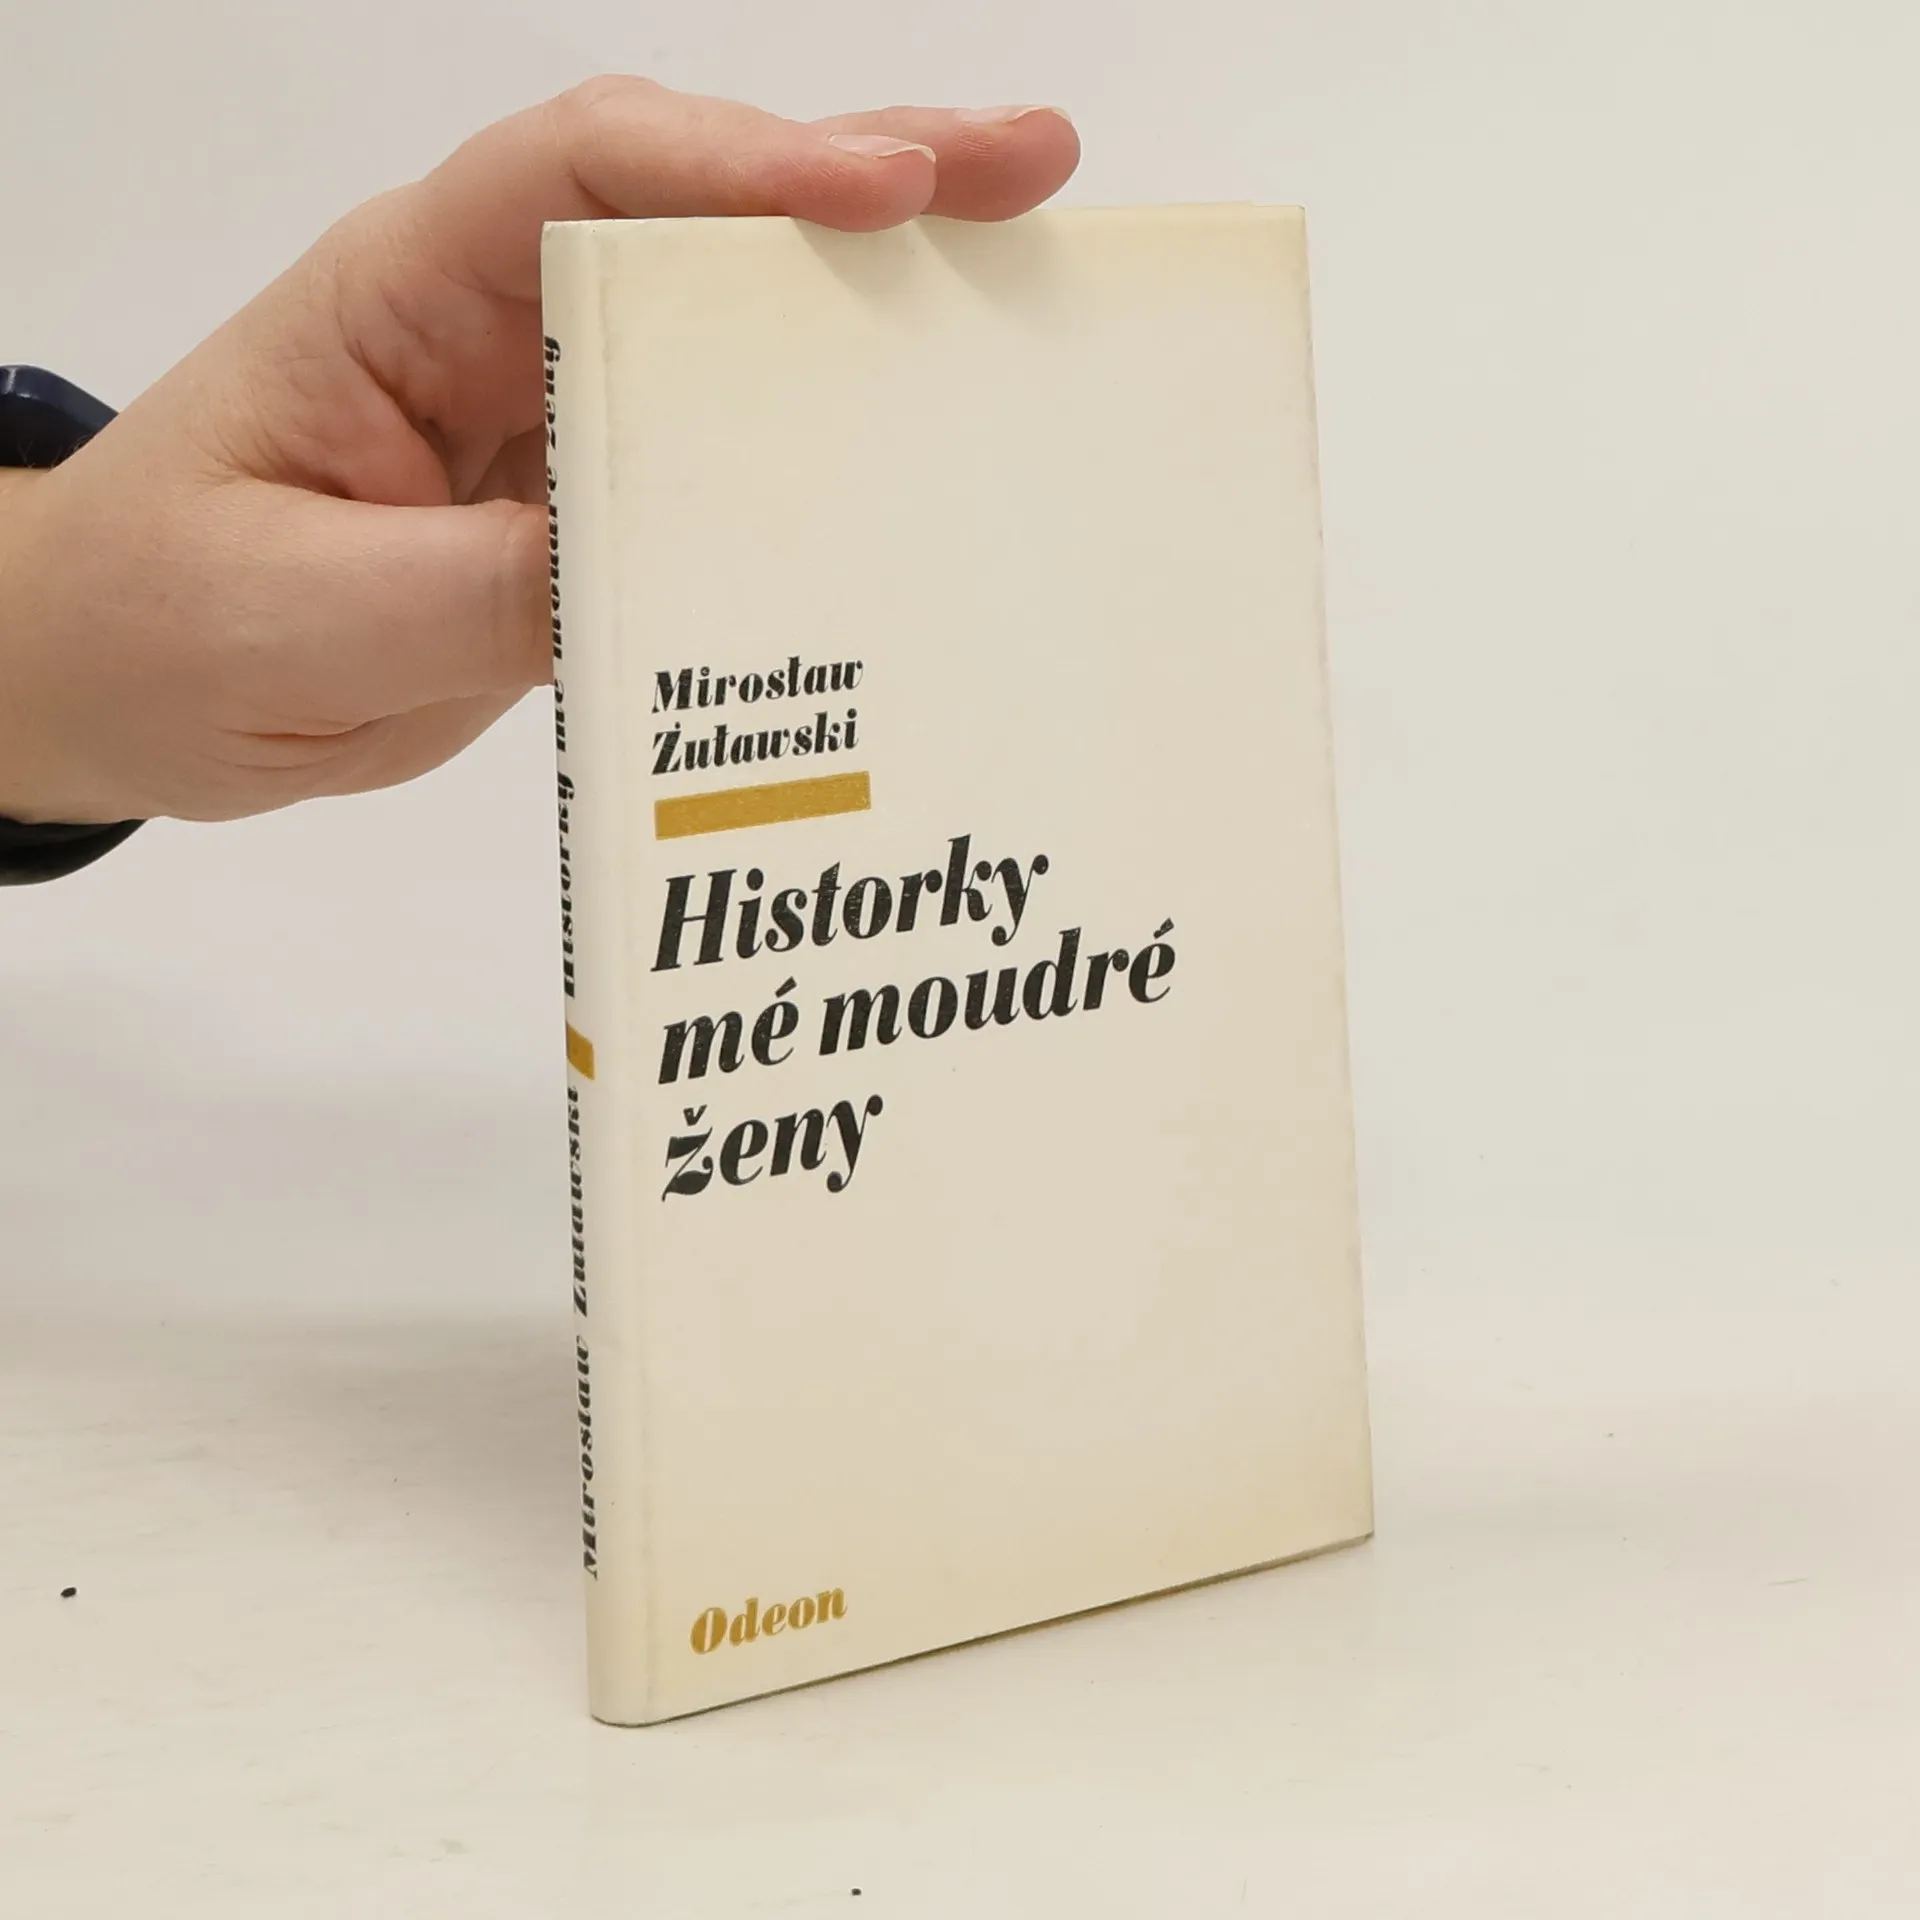 Mirosław
Żuławski
Historky
mé moudré
ženy
Odeon
Mirosław Żuławski Historky mé moudré ženy